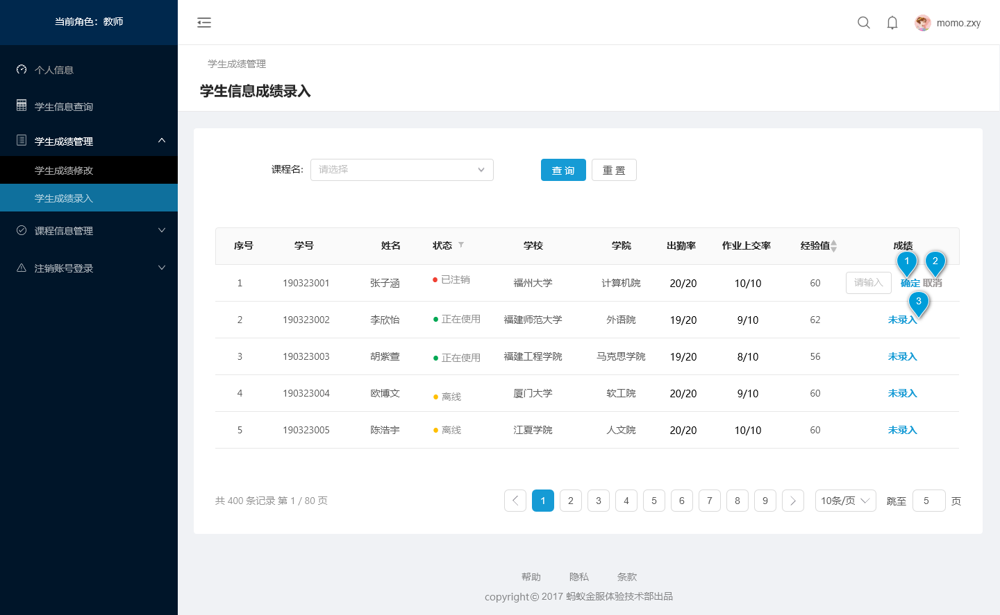 当前角色：教师
momo.zxy
个人信息
学生信息查询
学生成绩管理
学生成绩修改
学生成绩录入
课程信息管理
注销账号登录
学生成绩管理
学生信息成绩录入
课程名: 请选择 查 询 重 置
序号 学号 姓名 状态 学校 学院 出勤率 作业上交率 经验值 成绩
1 2
1 190323001 张子涵 已注销 福州大学 计算机院 20/20 10/10 60 请输入 确定 取消
3
2 190323002 李欣怡 正在使用 福建师范大学 外语院 19/20 9/10 62 未录入
3 190323003 胡紫萱 正在使用 福建工程学院 马克思学院 19/20 8/10 56 未录入
4 190323004 欧博文 离线 厦门大学 软工院 20/20 9/10 60 未录入
5 190323005 陈浩宇 离线 江夏学院 人文院 20/20 10/10 60 未录入
共 400 条记录 第 1 / 80 页 1 2 3 4 5 6 7 8 9 10条/页 跳至 5 页
帮助 隐私 条款
copyright© 2017 蚂蚁金服体验技术部出品